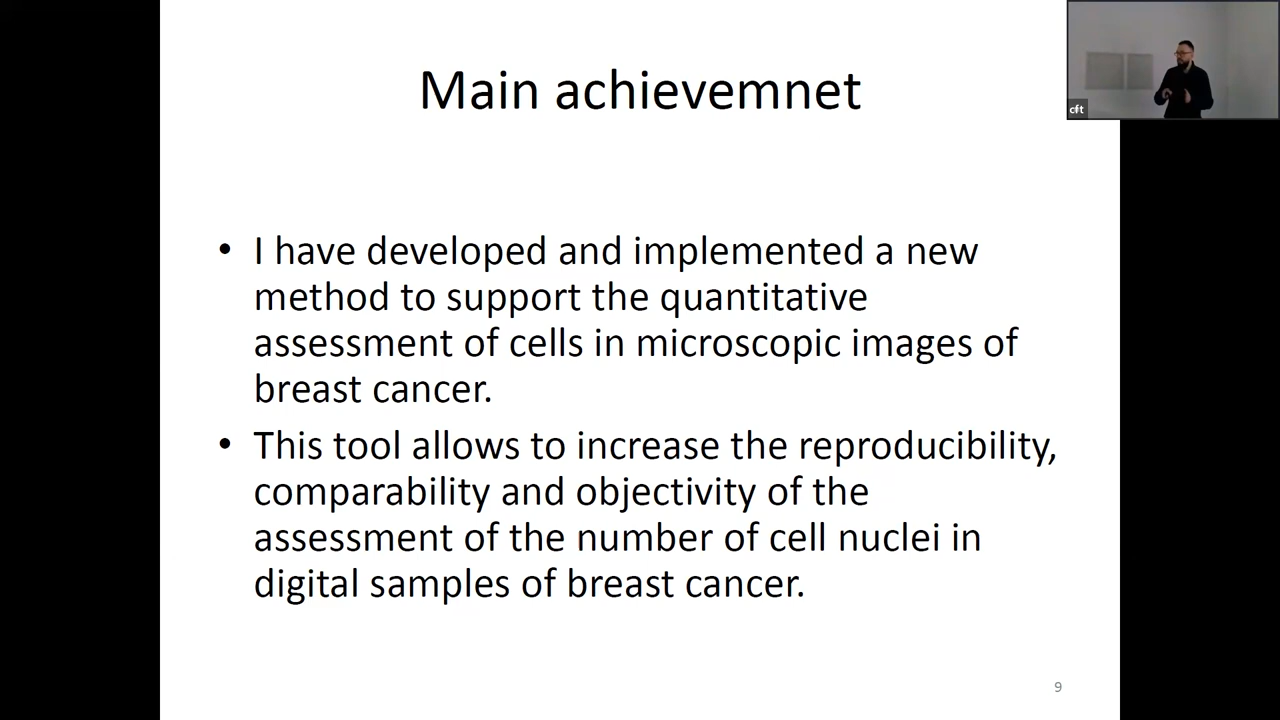 Main achievemnet
cft
• I have developed and implemented a new
method to support the quantitative
assessment of cells in microscopic images of
breast cancer.
• This tool allows to increase the reproducibility,
comparability and objectivity of the
assessment of the number of cell nuclei in
digital samples of breast cancer.
9